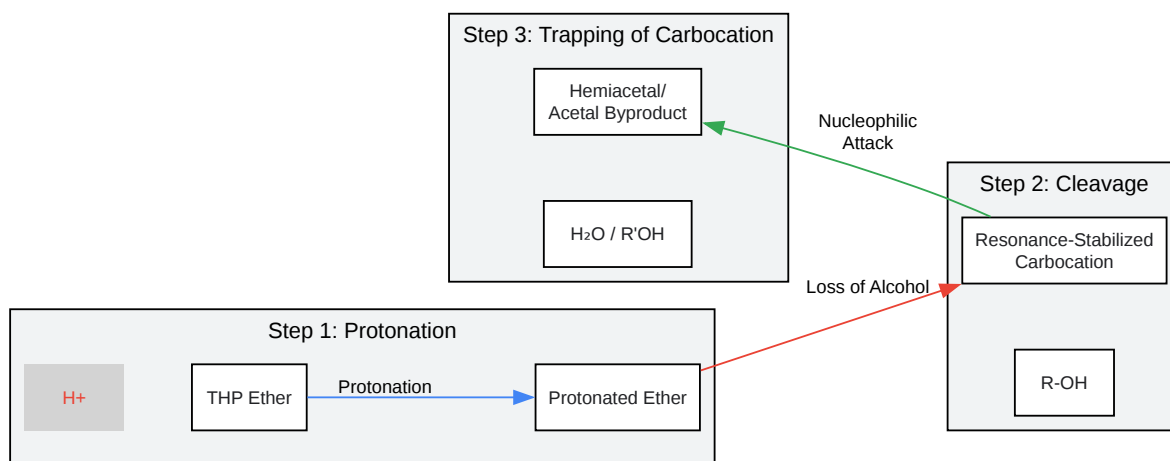 Step 3: Trapping of Carbocation
Hemiacetal/
Acetal Byproduct
H₂O / R'OH
Nucleophilic
Attack
Step 2: Cleavage
Resonance-Stabilized
Carbocation
R-OH
Loss of Alcohol
Step 1: Protonation
H+
THP Ether
Protonation
Protonated Ether